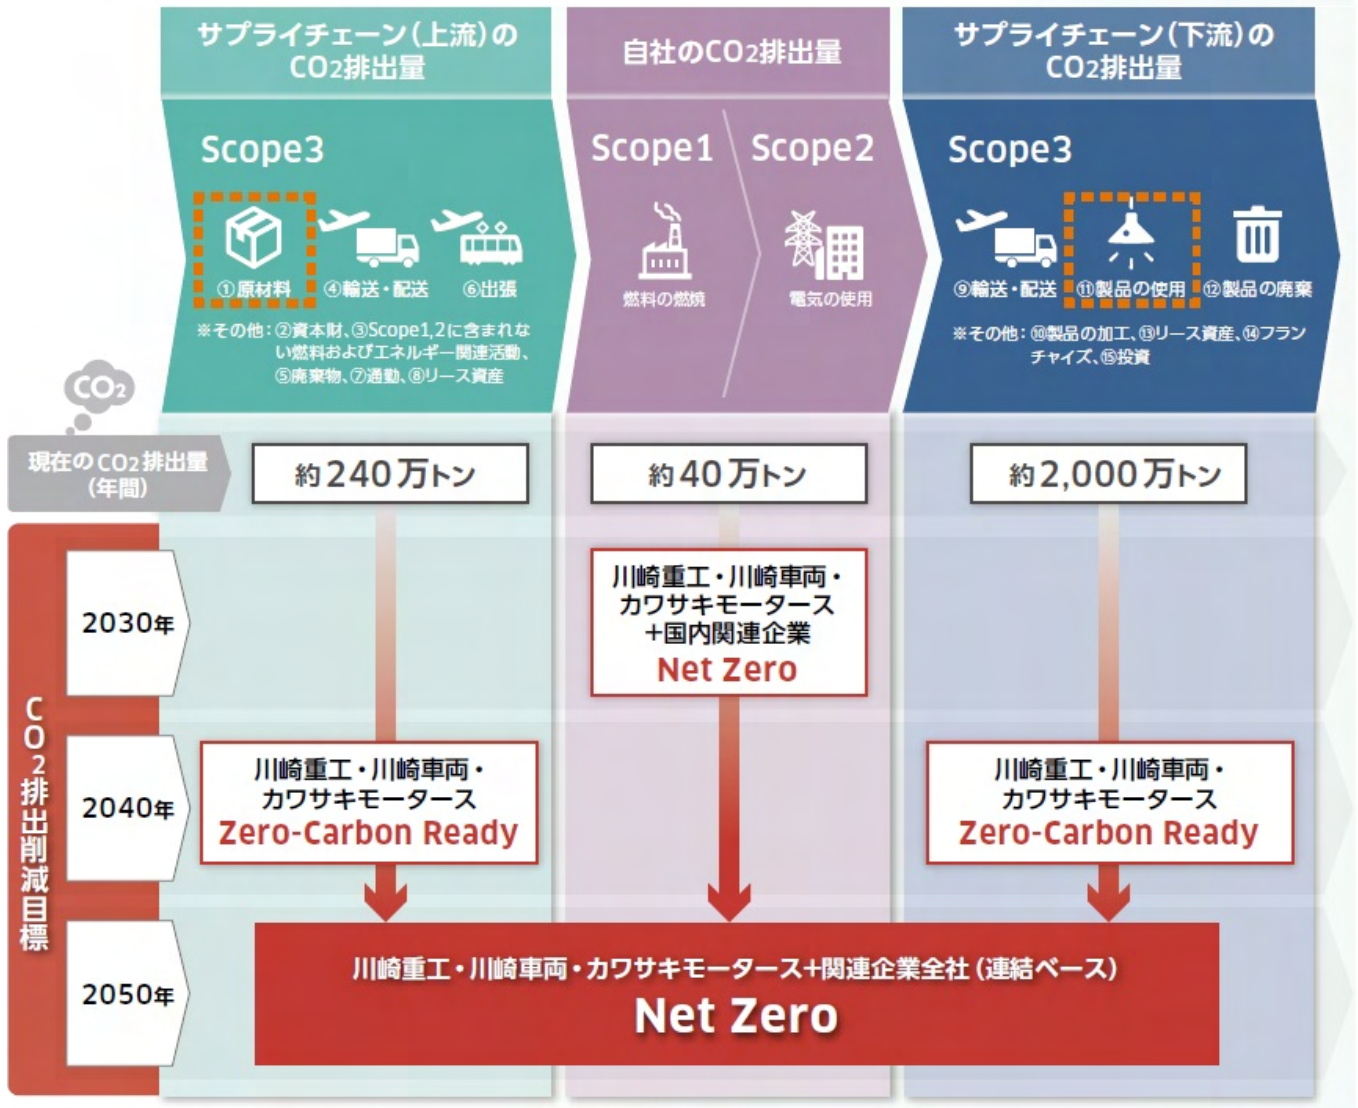 サプライチェーン(上流)の
CO2排出量
自社のCO2排出量
サプライチェーン(下流)の
CO2排出量
Scope3
①原材料
④輸送・配送
⑥出張
※その他：②資本財、③Scope1,2に含まれな
い燃料およびエネルギー関連活動、
⑤廃棄物、⑦通勤、⑧リース資産
Scope1
燃料の燃焼
Scope2
電気の使用
Scope3
⑨輸送・配送
⑪製品の使用
⑫製品の廃棄
※その他：⑩製品の加工、⑬リース資産、⑭フラン
チャイズ、⑮投資
CO2
現在のCO2排出量
(年間)
約240万トン
約40万トン
約2,000万トン
CO2排出削減目標
2030年
川崎重工・川崎車両・
カワサキモータース
+国内関連企業
Net Zero
2040年
川崎重工・川崎車両・
カワサキモータース
Zero-Carbon Ready
川崎重工・川崎車両・
カワサキモータース
Zero-Carbon Ready
2050年
川崎重工・川崎車両・カワサキモータース+関連企業全社(連結ベース)
Net Zero